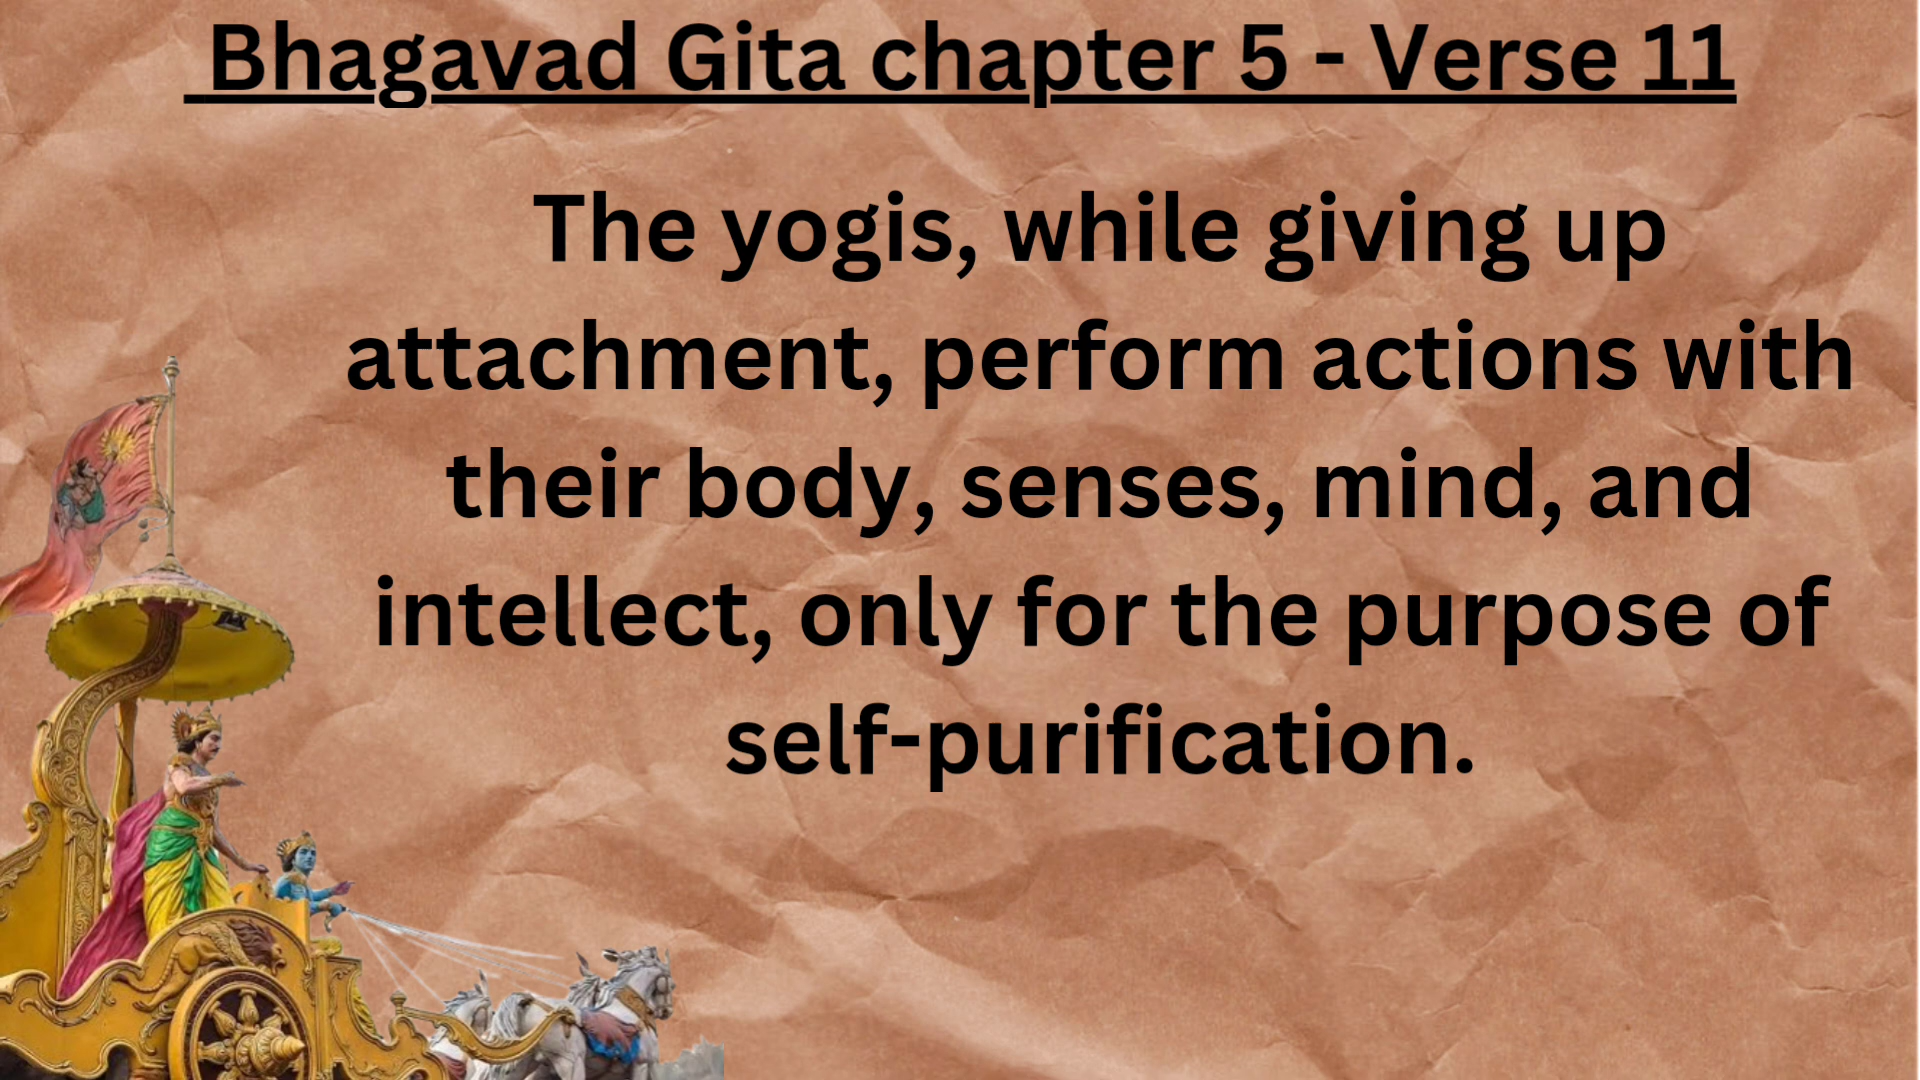 Bhagavad Gita chapter 5 - Verse 11
The yogis, while giving up
attachment, perform actions with
their body, senses, mind, and
intellect, only for the purpose of
self-purification.